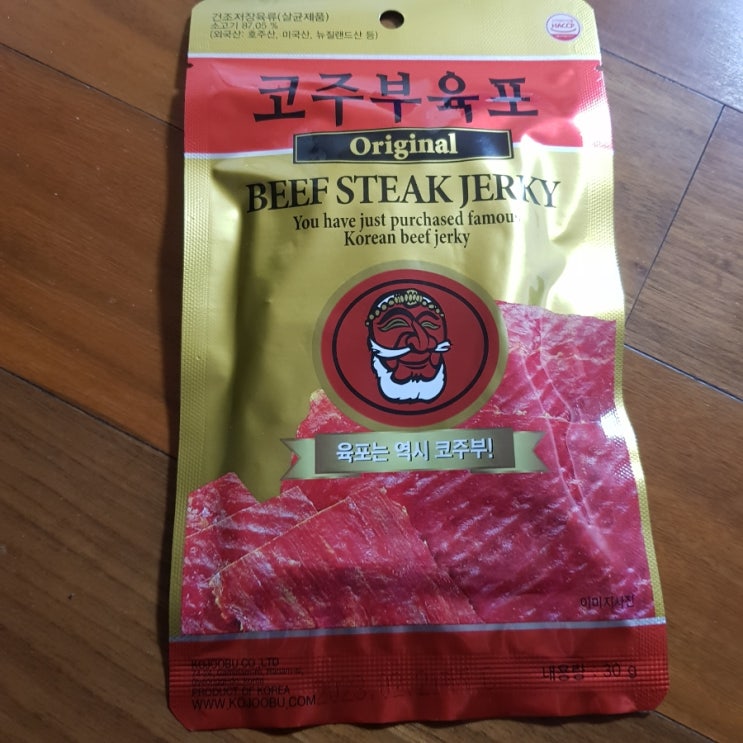 건조저장육류(살균제품)
소고기 87.05 %
(외국산: 호주산, 미국산, 뉴질랜드산 등)
HACCP
코주부육포
Original
BEEF STEAK JERKY
You have just purchased famous
Korean beef jerky
육포는 역시 코주부!
이미지사진
KOJOOBU CO.,LTD
PRODUCT OF KOREA
WWW.KOJOOBU.COM
내용량 : 30 g